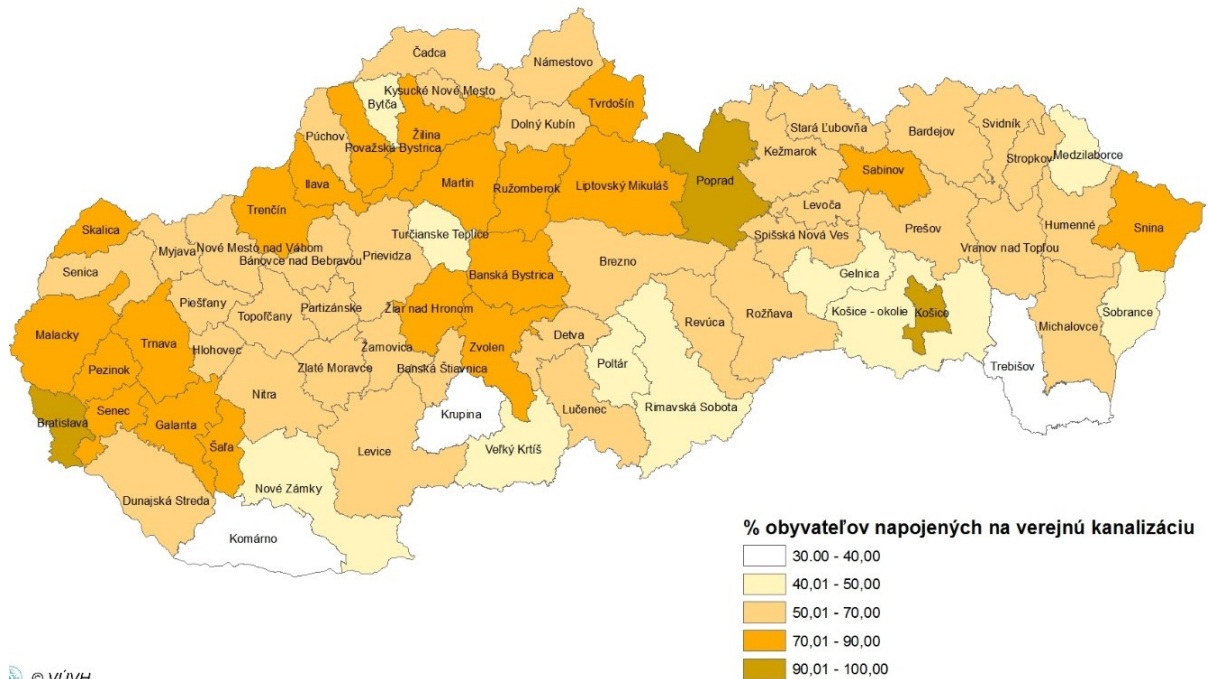 Čadca
Námestovo
Kysucké Nové Mesto
Bytča
Tvrdošín
Púchov
Žilina
Dolný Kubín
Považská Bystrica
Stará Ľubovňa
Bardejov
Svidník
Kežmarok
Stropkov
Medzilaborce
Ilava
Martin
Ružomberok
Liptovský Mikuláš
Poprad
Sabinov
Trenčín
Levoča
Skalica
Turčianske Teplice
Spišská Nová Ves
Prešov
Humenné
Snina
Myjava
Nové Mesto nad Váhom
Bánovce nad Bebravou
Prievidza
Brezno
Vranov nad Topľou
Senica
Banská Bystrica
Gelnica
Piešťany
Partizánske
Žiar nad Hronom
Topoľčany
Rožňava
Košice - okolie
Košice
Sobrance
Malacky
Trnava
Revúca
Michalovce
Hlohovec
Žarnovica
Zvolen
Detva
Pezinok
Zlaté Moravce
Banská Štiavnica
Poltár
Trebišov
Nitra
Senec
Krupina
Lučenec
Rimavská Sobota
Bratislava
Galanta
Šaľa
Levice
Veľký Krtíš
Nové Zámky
Dunajská Streda
Komárno
% obyvateľov napojených na verejnú kanalizáciu
30.00 - 40,00
40,01 - 50,00
50,01 - 70,00
70,01 - 90,00
90,01 - 100,00
© VÚVH